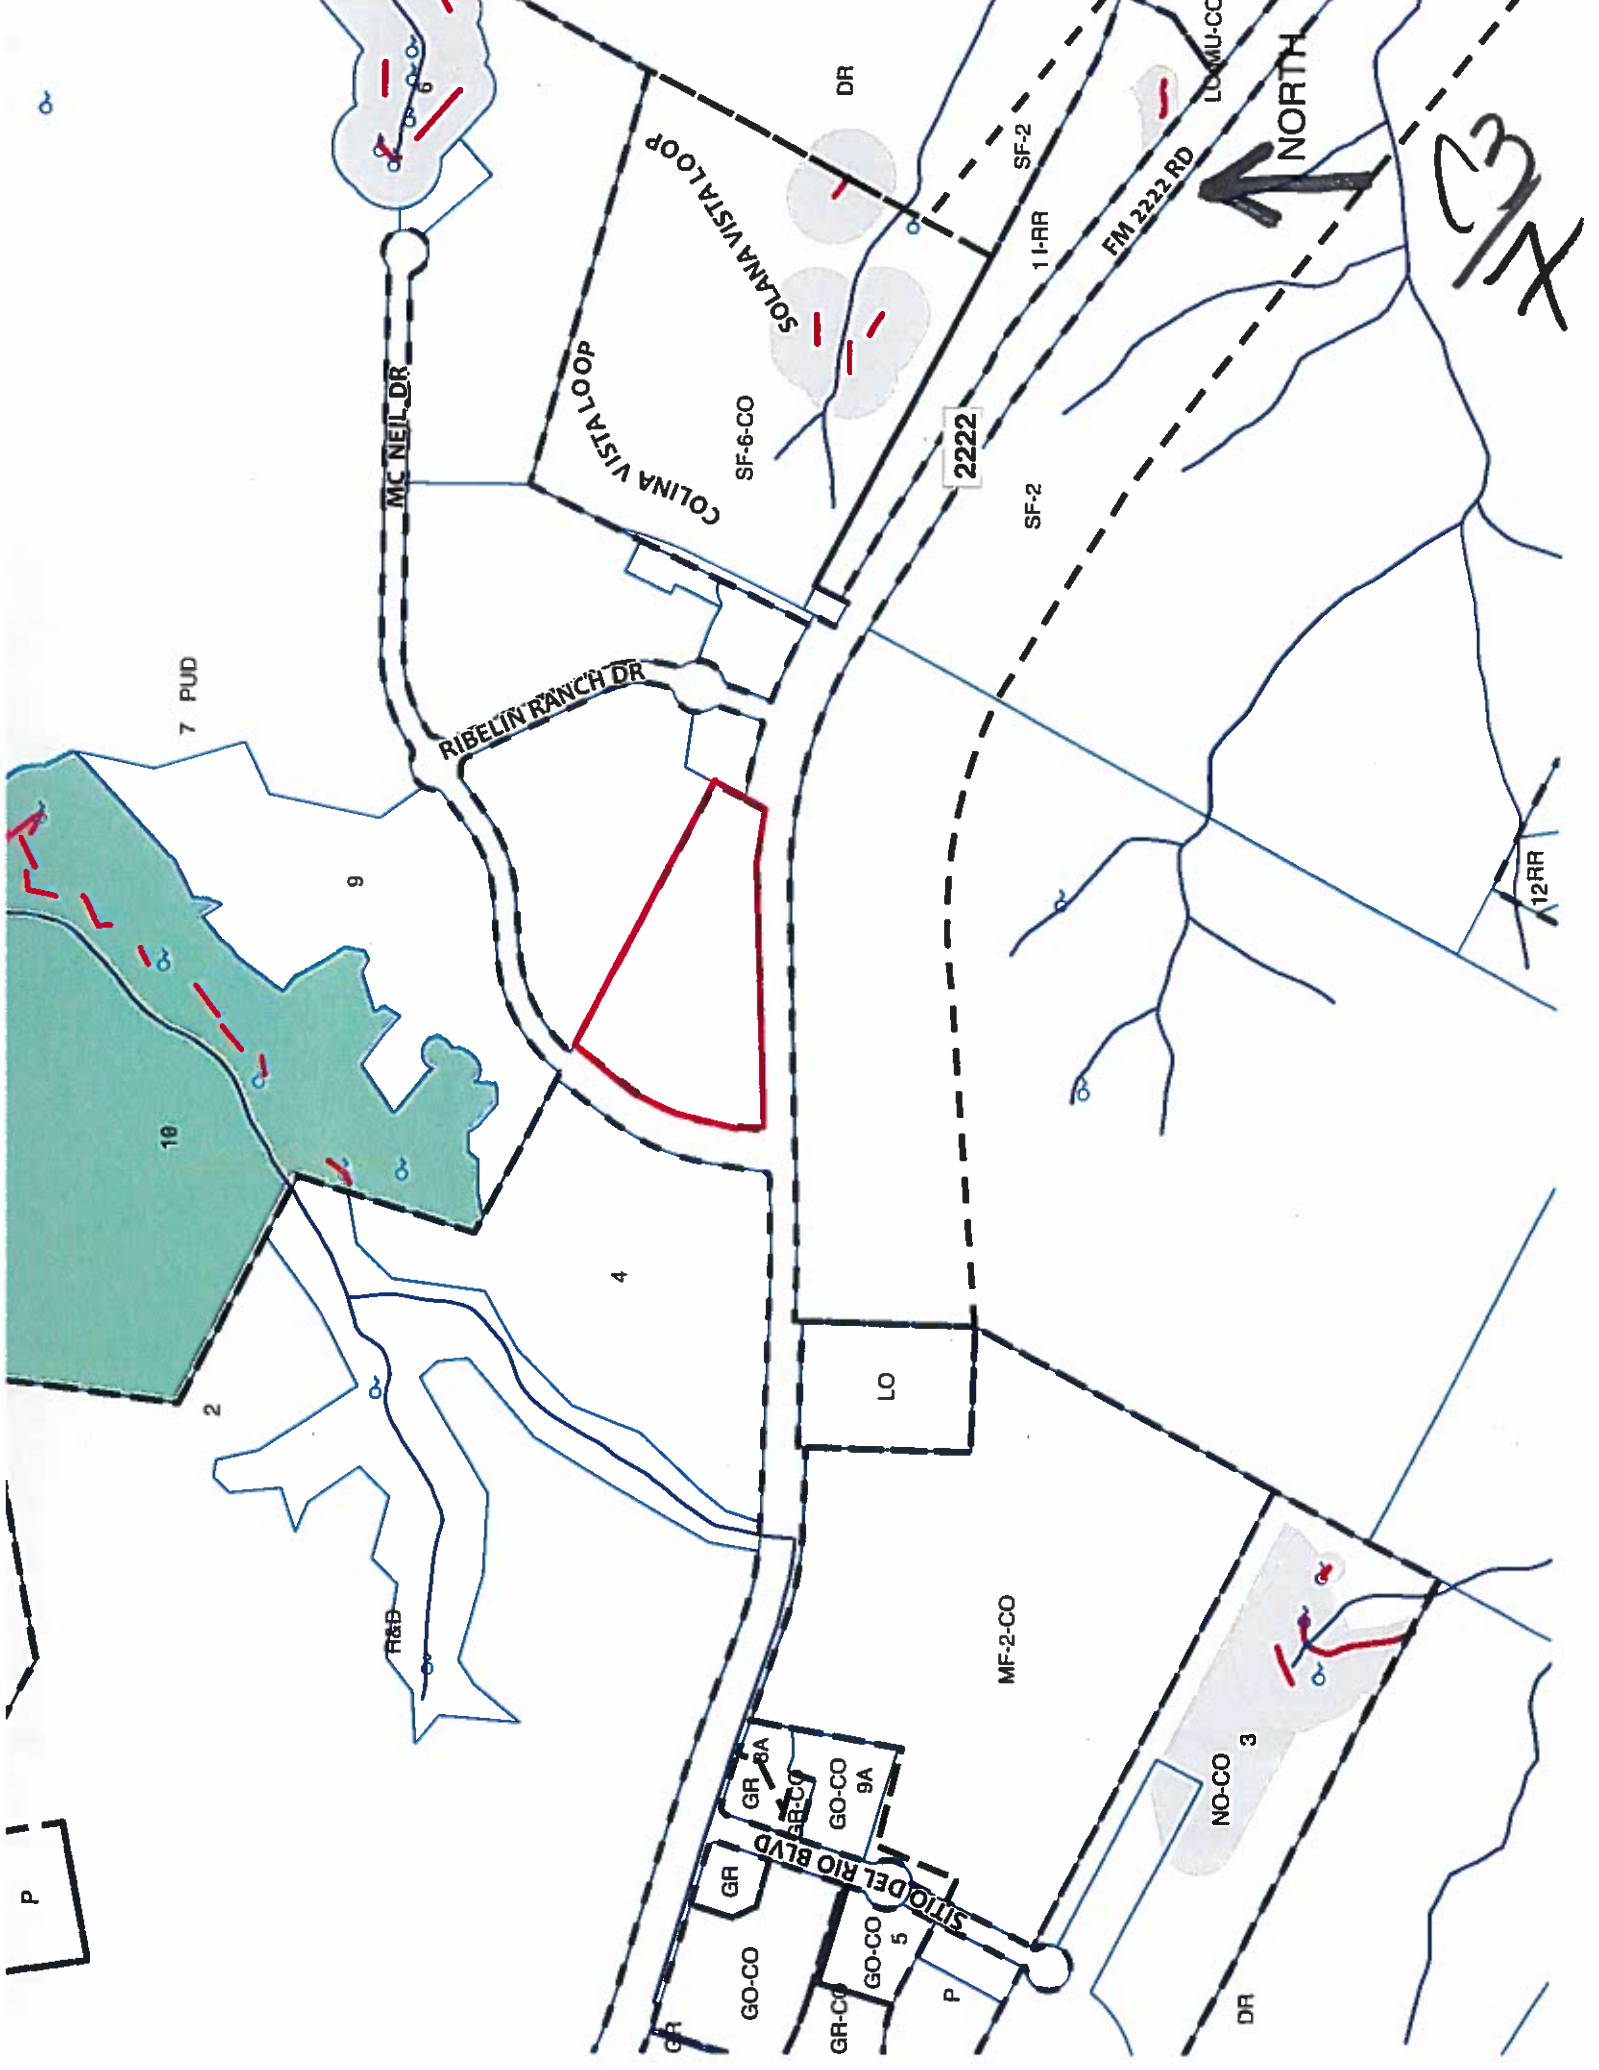 6
DR
LO-MU-CO
NORTH
SF-2
1 I-RR
FM 2222 RD
C3/
X
SOLANA VISTA LOOP
COLINA VISTA LOOP
MC NEIL DR
SF-6-CO
2222
SF-2
7 PUD
RIBELIN RANCH DR
9
12RR
10
4
2
LO
R&D
MF-2-CO
3
NO-CO
8A
GR
GR-CO
GO-CO
9A
P
SITIO DEL RIO BLVD
GR
GO-CO
5
GO-CO
P
GR-CO
GR
DR